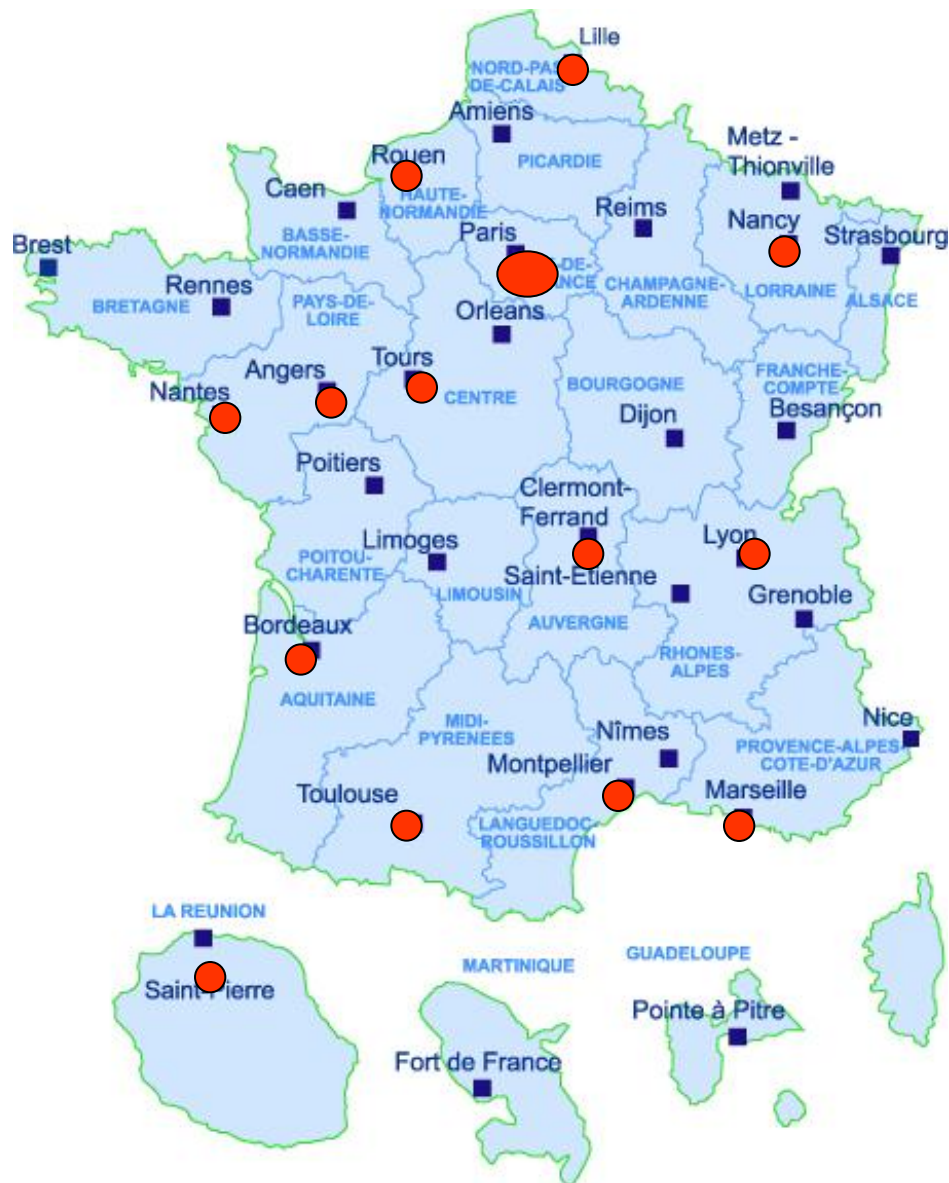 Lille
NORD-PAS
DE-CALAIS
Amiens
Metz -
Thionville
Rouen
PICARDIE
Caen
HAUTE-
NORMANDIE
Reims
Nancy
BASSE-
NORMANDIE
Paris
Strasbourg
Brest
DE-
NCE
Rennes
CHAMPAGNE-
ARDENNE
LORRAINE
ALSACE
BRETAGNE
PAYS-DE-
LOIRE
Orleans
Tours
Angers
Nantes
CENTRE
BOURGOGNE
FRANCHE-
COMPTE
Dijon
Besançon
Poitiers
Clermont-
Ferrand
Lyon
Limoges
POITOU-
CHARENTE
LIMOUSIN
Saint-Etienne
Grenoble
AUVERGNE
Bordeaux
RHONES-
ALPES
AQUITAINE
MIDI-
PYRENEES
Nîmes
Nice
PROVENCE-ALPES
COTE-D'AZUR
Montpellier
Marseille
Toulouse
LANGUEDOC-
ROUSSILLON
LA REUNION
Saint-Pierre
MARTINIQUE
GUADELOUPE
Pointe à Pitre
Fort de France